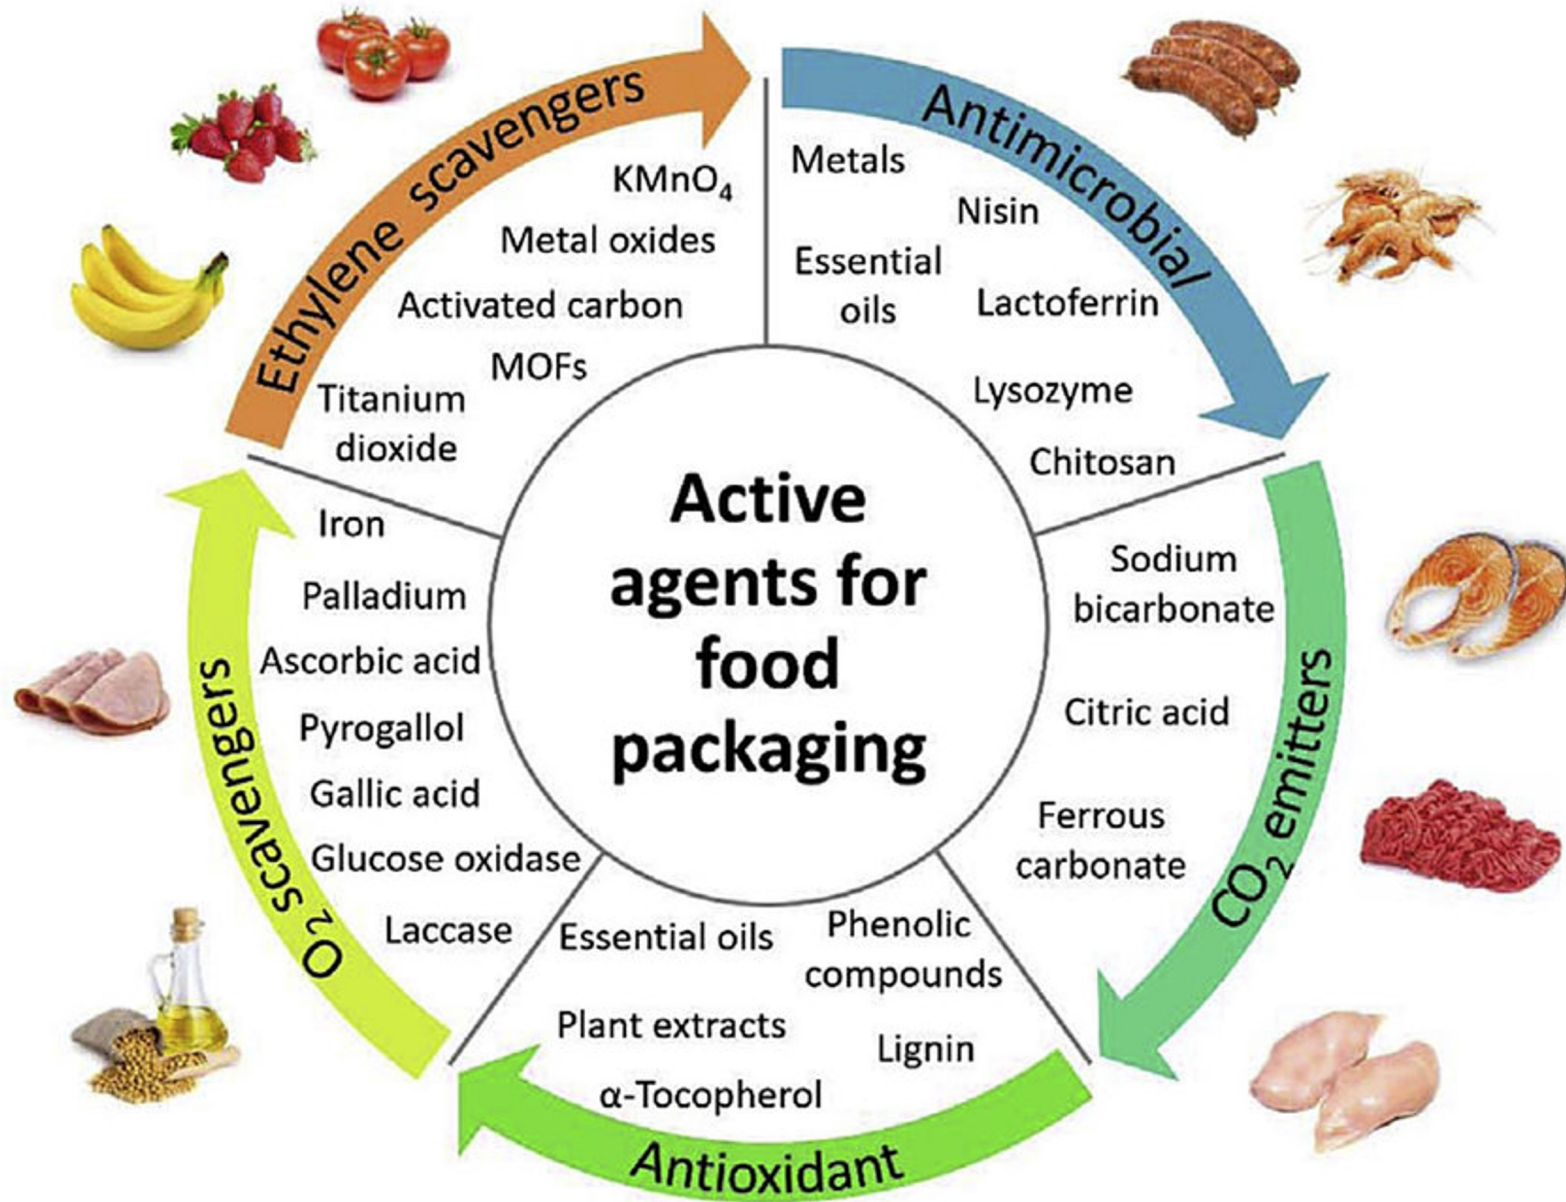 Active
agents for
food
packaging
Antimicrobial
Metals
Nisin
Essential
oils
Lactoferrin
Lysozyme
Chitosan
CO₂ emitters
Sodium
bicarbonate
Citric acid
Ferrous
carbonate
Antioxidant
Essential oils
Phenolic
compounds
Plant extracts
Lignin
α-Tocopherol
O₂ scavengers
Iron
Palladium
Ascorbic acid
Pyrogallol
Gallic acid
Glucose oxidase
Laccase
Ethylene scavengers
KMnO₄
Metal oxides
Activated carbon
MOFs
Titanium
dioxide